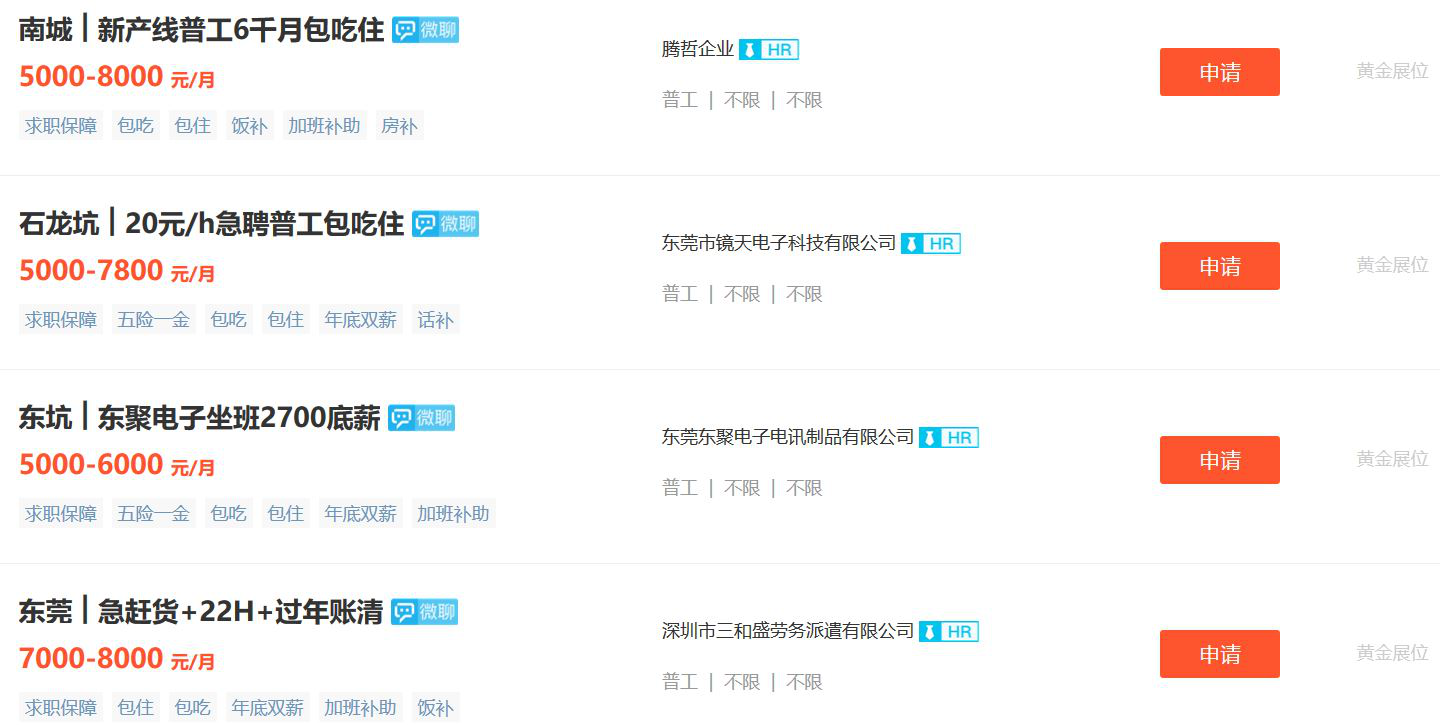 南城 | 新产线普工6千月包吃住 微聊
腾哲企业 HR
5000-8000 元/月
申请
黄金展位
普工 | 不限 | 不限
求职保障 包吃 包住 饭补 加班补助 房补
石龙坑 | 20元/h急聘普工包吃住 微聊
东莞市镜天电子科技有限公司 HR
5000-7800 元/月
申请
黄金展位
普工 | 不限 | 不限
求职保障 五险一金 包吃 包住 年底双薪 话补
东坑 | 东聚电子坐班2700底薪 微聊
东莞东聚电子电讯制品有限公司 HR
5000-6000 元/月
申请
黄金展位
普工 | 不限 | 不限
求职保障 五险一金 包吃 包住 年底双薪 加班补助
东莞 | 急赶货+22H+过年账清 微聊
深圳市三和盛劳务派遣有限公司 HR
7000-8000 元/月
申请
黄金展位
普工 | 不限 | 不限
求职保障 包住 包吃 年底双薪 加班补助 饭补